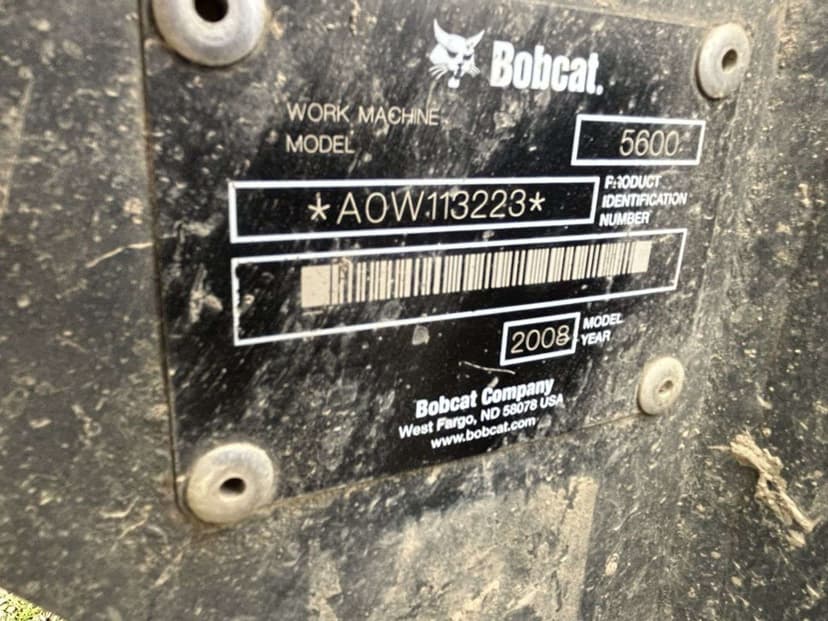 Bobcat.
WORK MACHINE
MODEL
5600
*A0W113223*
PRODUCT
IDENTIFICATION
NUMBER
2008
MODEL
YEAR
Bobcat Company
West Fargo, ND 58078 USA
www.bobcat.com